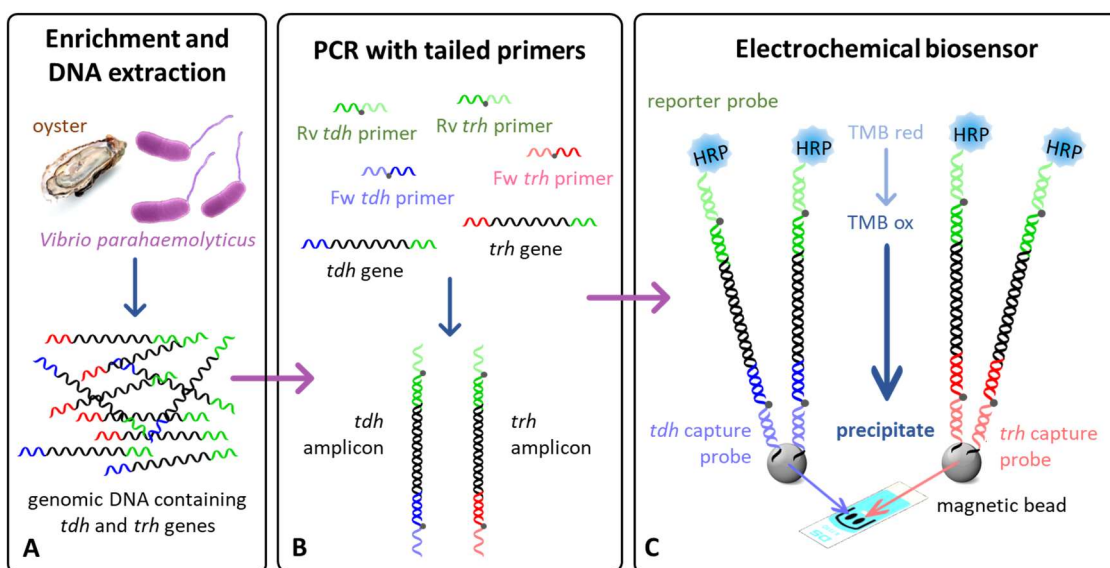 Enrichment and
DNA extraction
oyster
Vibrio parahaemolyticus
genomic DNA containing
tdh and trh genes
A
PCR with tailed primers
Rv tdh primer
Rv trh primer
Fw tdh primer
Fw trh primer
tdh gene
trh gene
tdh
amplicon
trh
amplicon
B
Electrochemical biosensor
reporter probe
HRP
HRP
TMB red
HRP
HRP
TMB ox
precipitate
tdh capture
probe
trh capture
probe
magnetic bead
DS
C